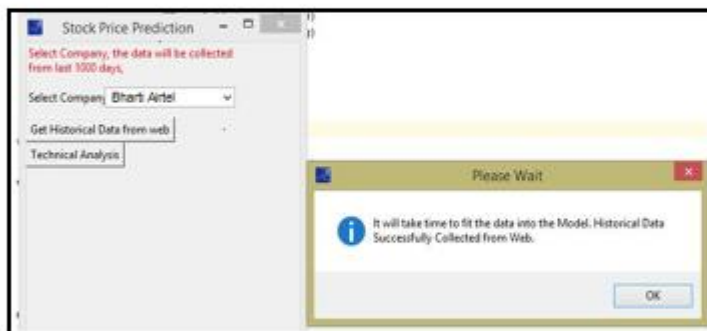 Stock Price Prediction
Select Company, the data will be collected
from last 1000 days,
Select Company Bharti Airtel
Get Historical Data from web
Technical Analysis
Please Wait
It will take time to fit the data into the Model. Historical Data
Successfully Collected from Web.
OK